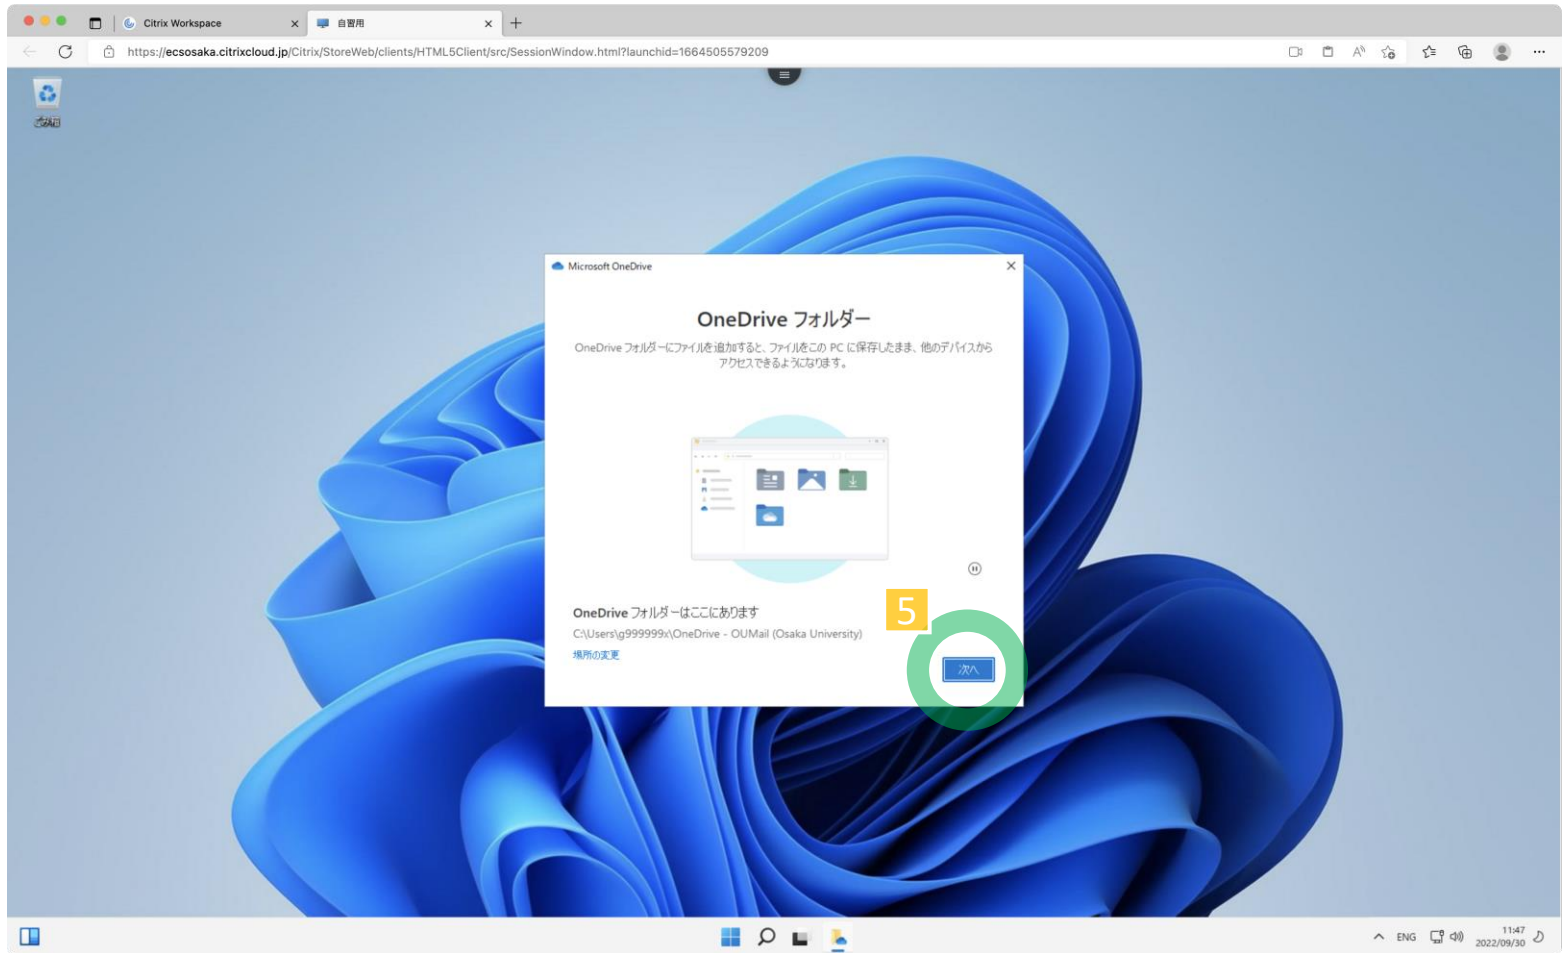 Citrix Workspace
自習用
https://ecsosaka.citrixcloud.jp/Citrix/StoreWeb/clients/HTML5Client/src/SessionWindow.html?launchid=1664505579209
ごみ箱
Microsoft OneDrive
OneDrive フォルダー
OneDrive フォルダーにファイルを追加すると、ファイルをこの PC に保存したまま、他のデバイスから
アクセスできるようになります。
OneDrive フォルダーはここにあります
5
C:\Users\g999999x\OneDrive - OUMail (Osaka University)
場所の変更
次へ
ENG
11:47
2022/09/30